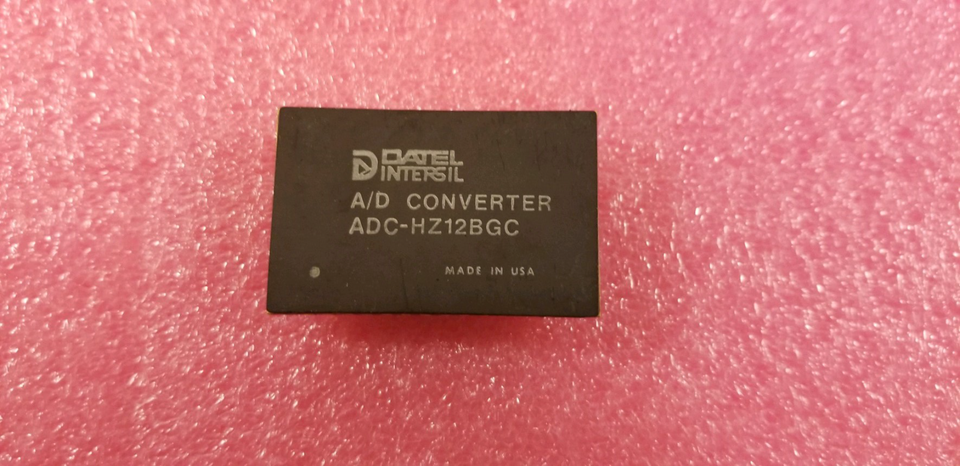 DATEL
INTERSIL
A/D CONVERTER
ADC-HZ12BGC
MADE IN USA